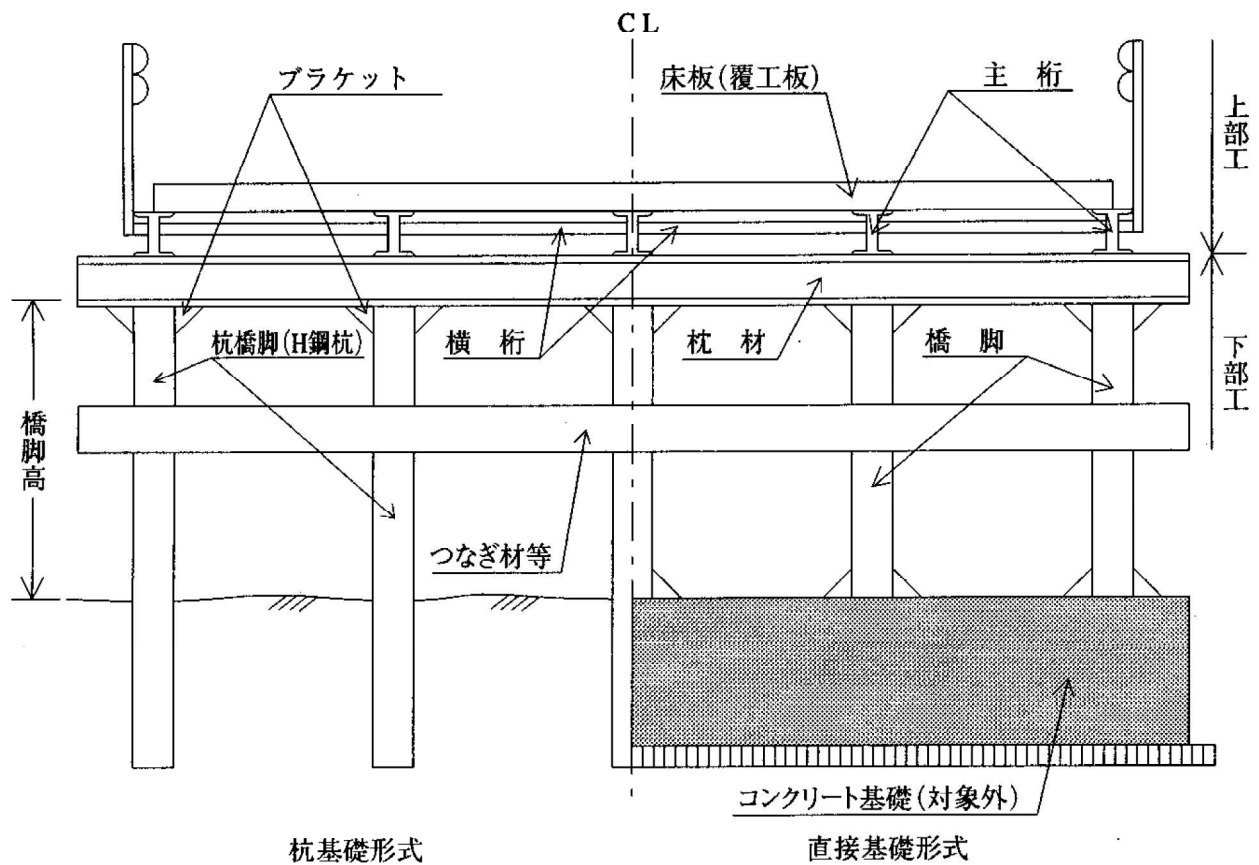 CL
ブラケット
床板(覆工板)
主 桁
上部工
杭橋脚(H鋼杭)
横 桁
枕 材
橋 脚
下部工
橋脚高
つなぎ材等
コンクリート基礎(対象外)
杭基礎形式
直接基礎形式